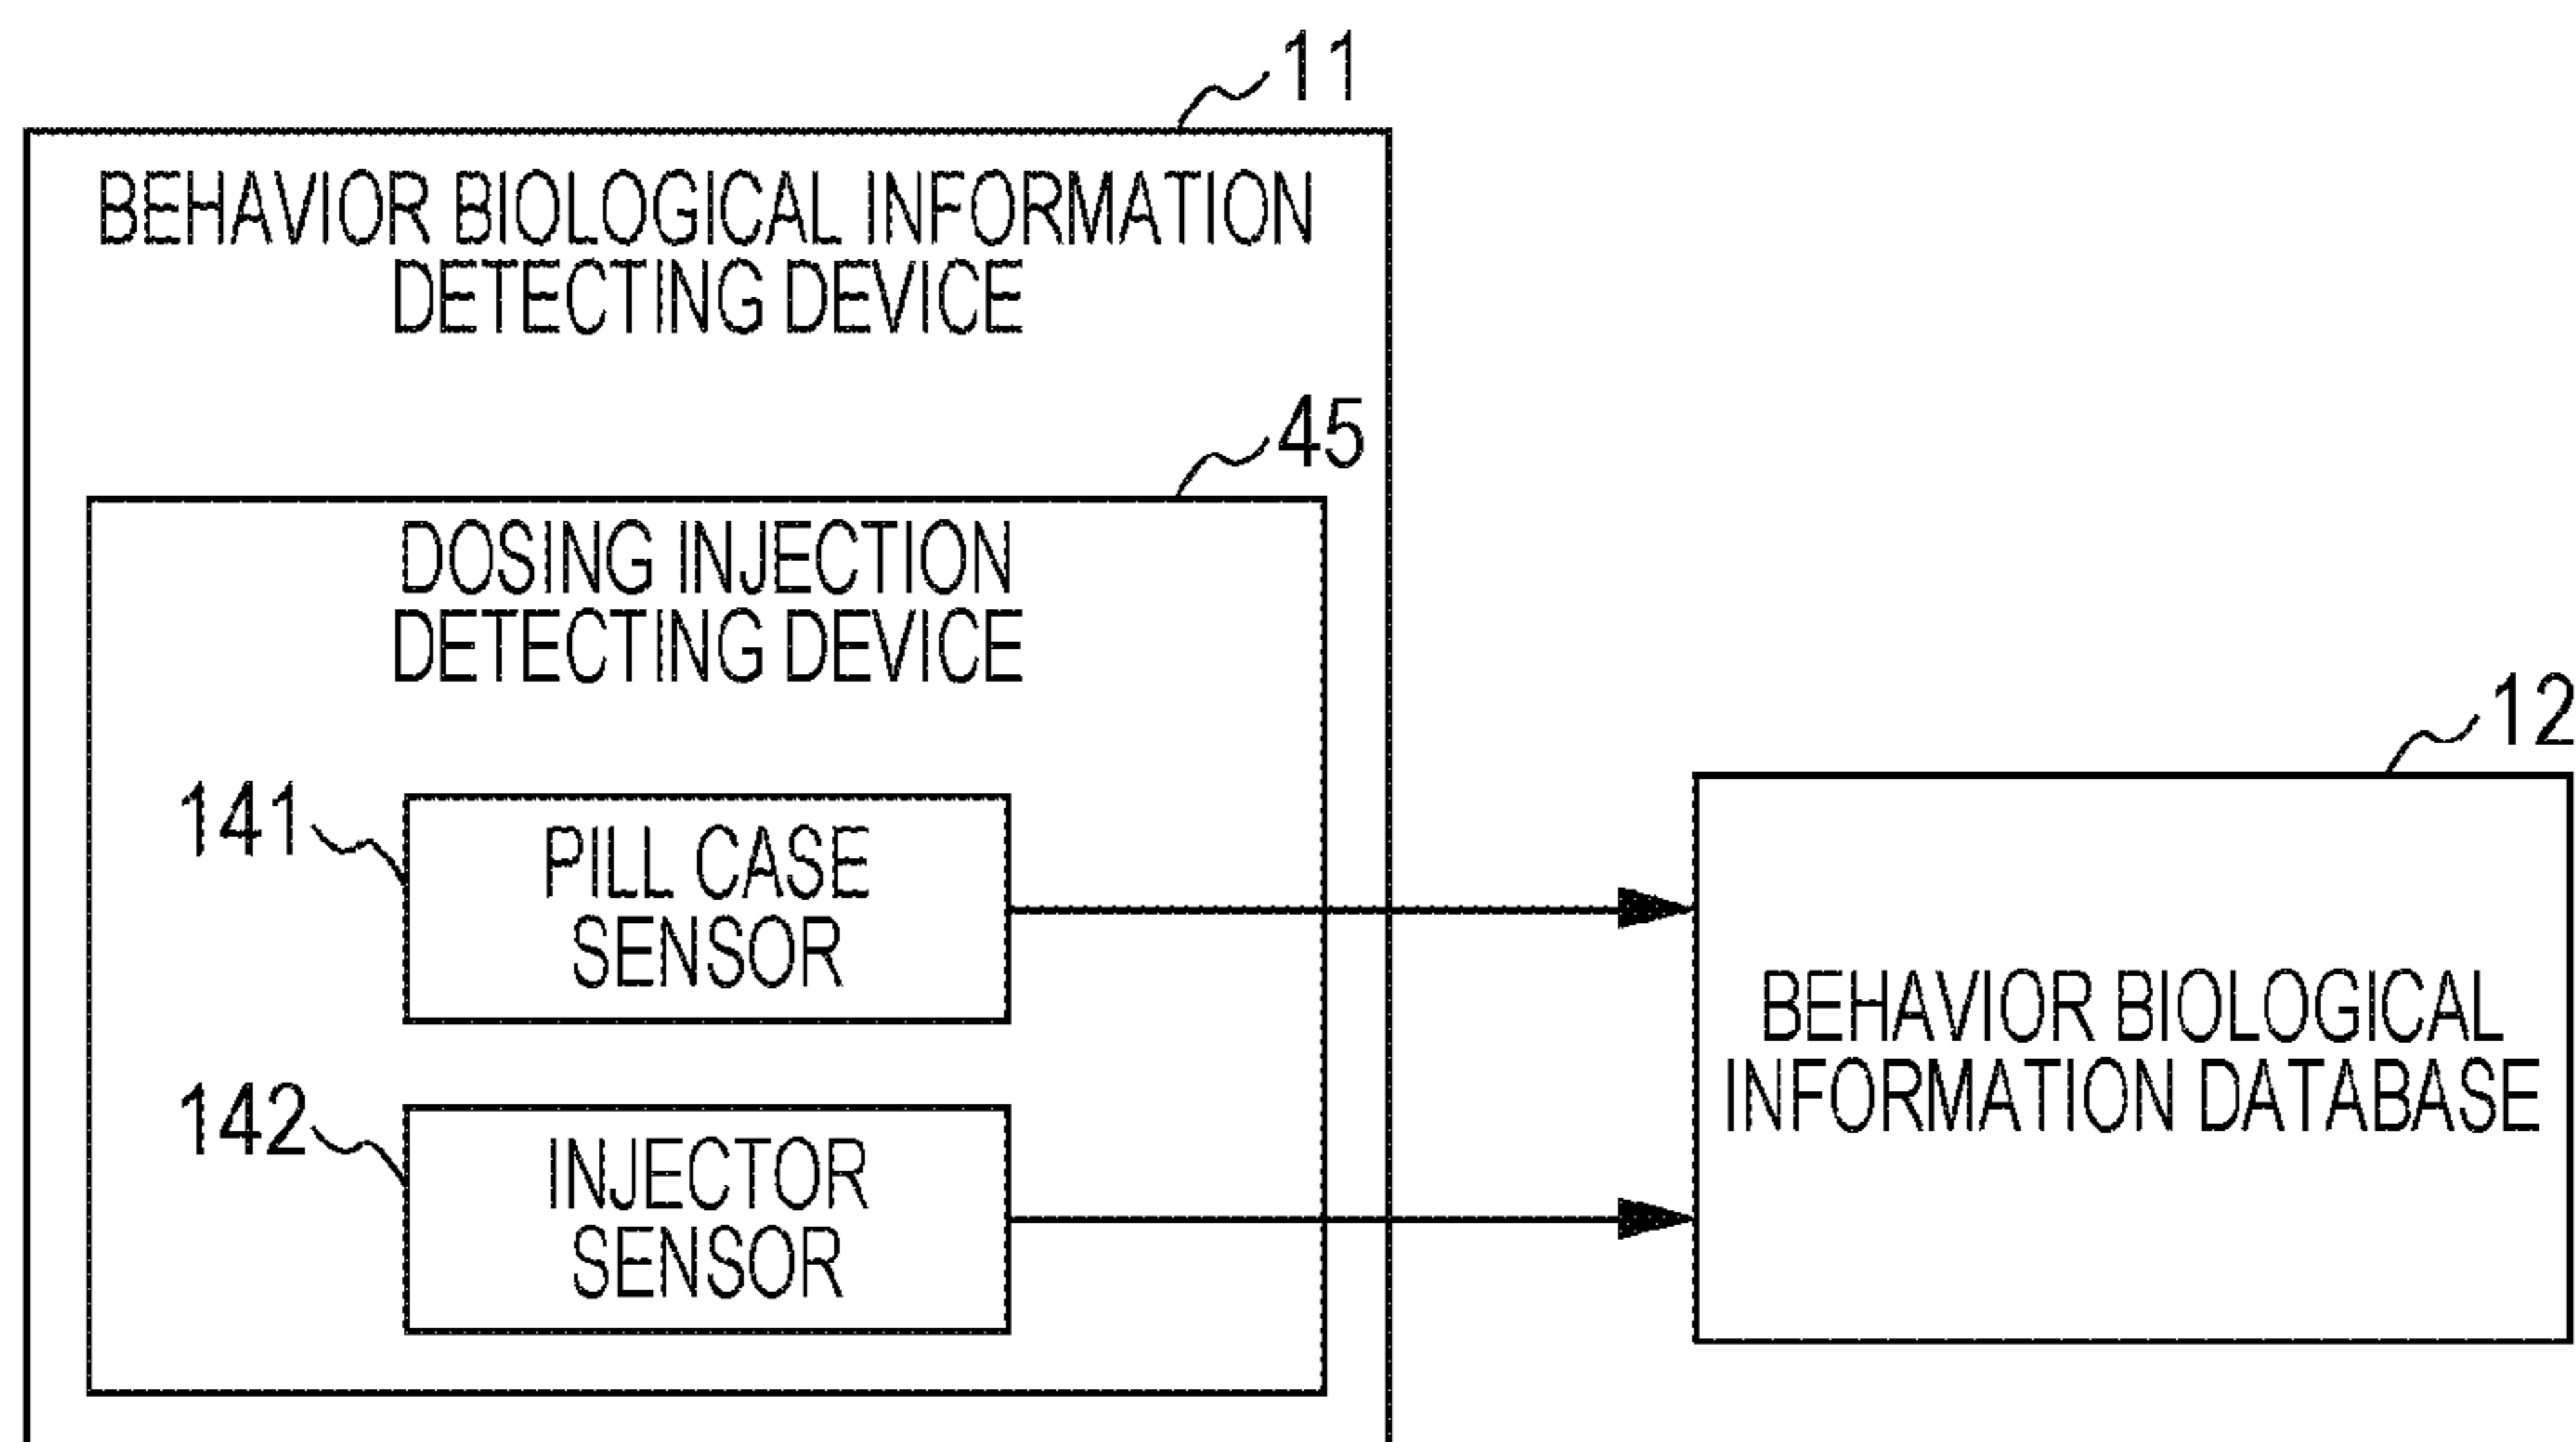 11
BEHAVIOR BIOLOGICAL INFORMATION
DETECTING DEVICE
45
DOSING INJECTION
DETECTING DEVICE
141
PILL CASE
SENSOR
142
INJECTOR
SENSOR
12
BEHAVIOR BIOLOGICAL
INFORMATION DATABASE